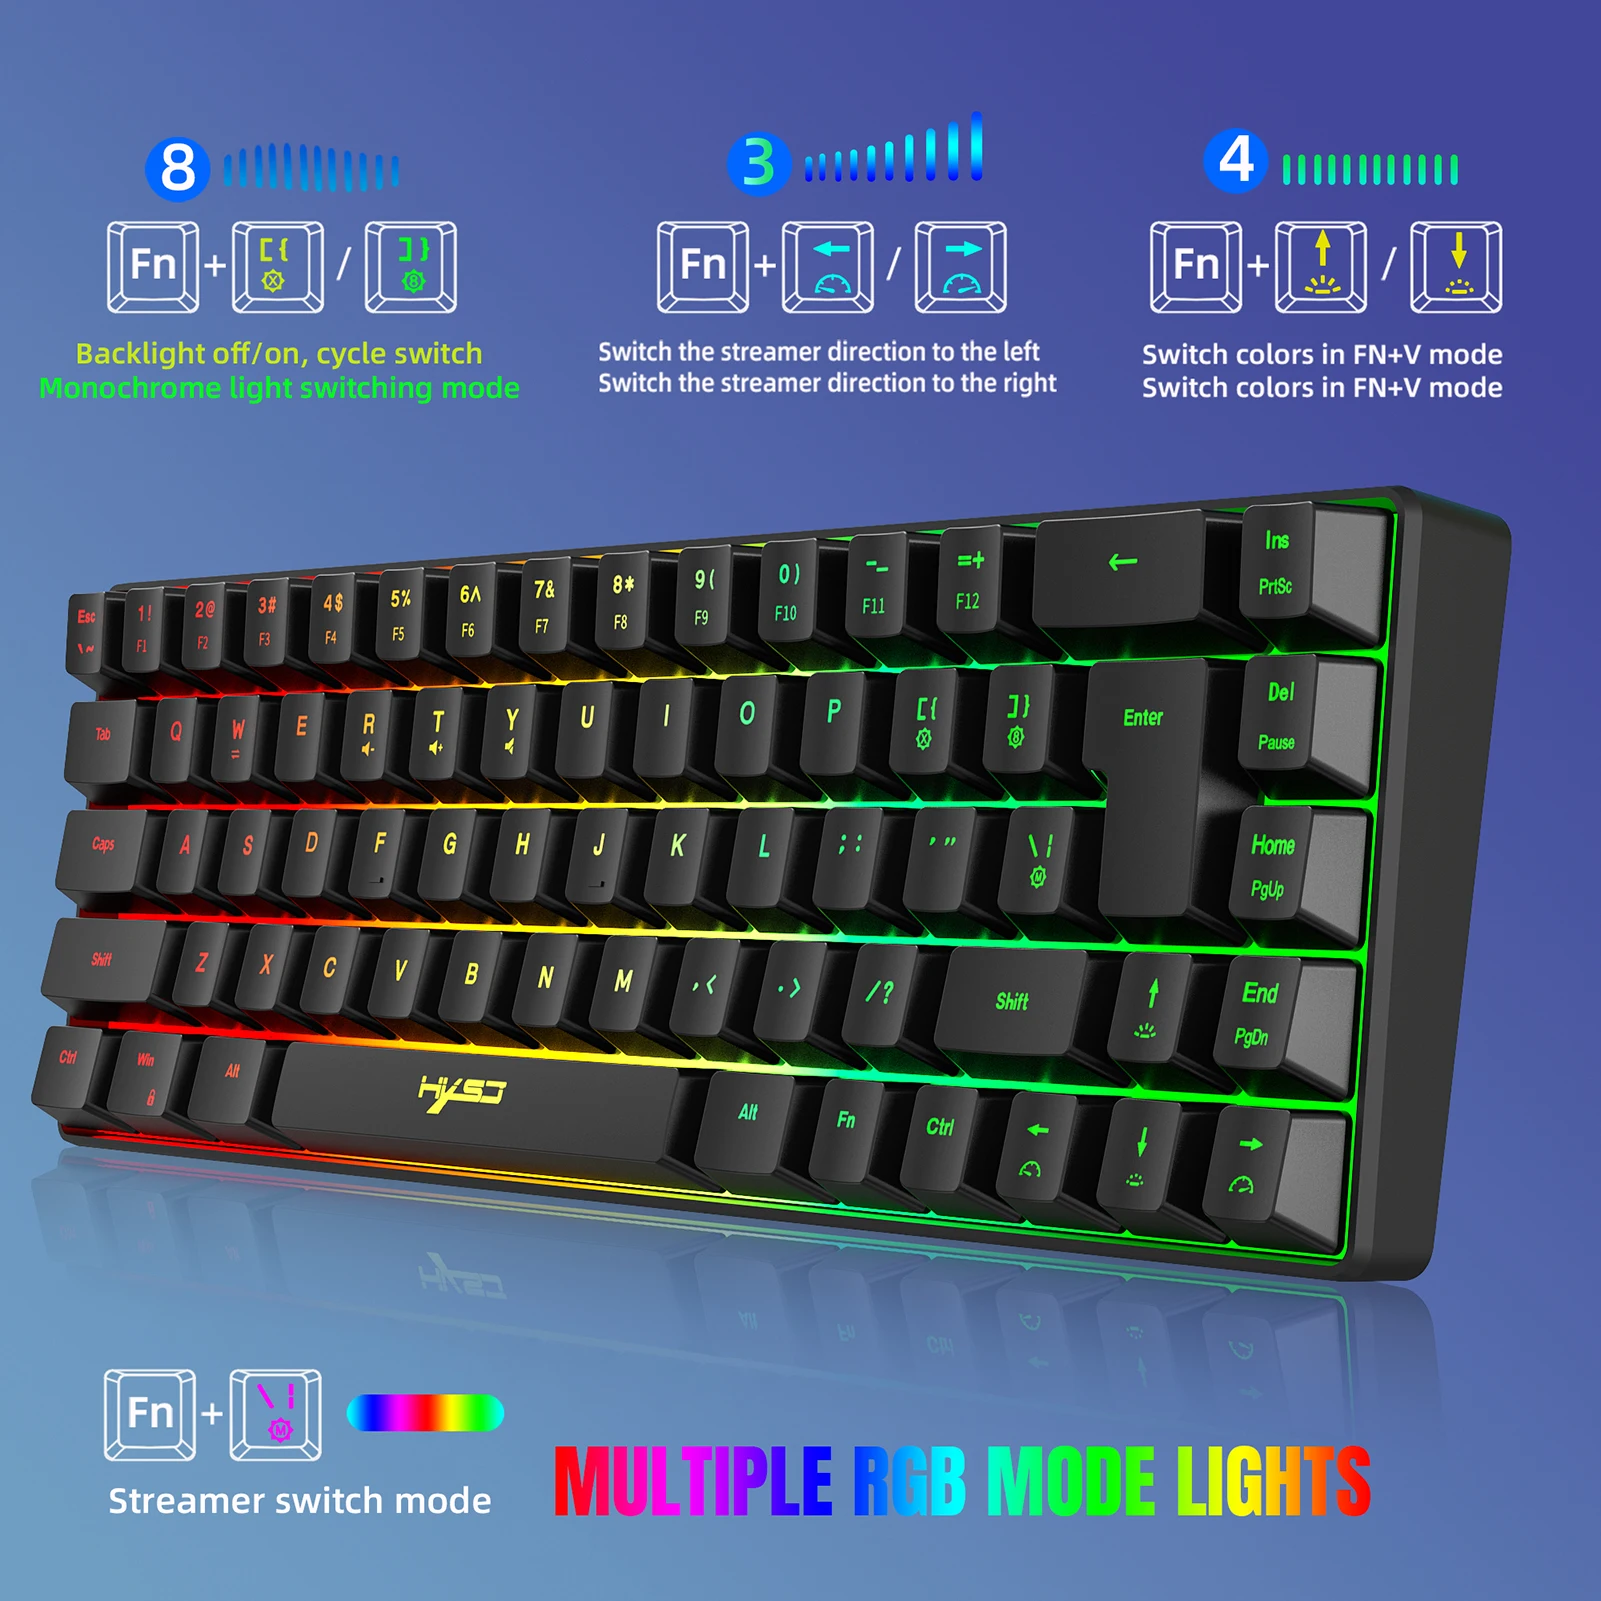 8
3
4
Fn + [{ X / ]} 8
Fn + ← / →
Fn + ↑ / ↓
Backlight off/on, cycle switch
Monochrome light switching mode
Switch the streamer direction to the left
Switch the streamer direction to the right
Switch colors in FN+V mode
Switch colors in FN+V mode
Esc 1! 2@ 3# 4$ 5% 6^ 7& 8* 9( 0) -_ =+ ← Ins
\~ F1 F2 F3 F4 F5 F6 F7 F8 F9 F10 F11 F12 PrtSc
Tab Q W E R T Y U I O P [{ ]} Enter Del
X 8 Pause
Caps A S D F G H J K L ;: '" \| Home
M PgUp
Shift Z X C V B N M ,< .> /? Shift ↑ End
PgDn
Ctrl Win Alt HXSJ Alt Fn Ctrl ← ↓ →
Fn + \| M
Streamer switch mode
MULTIPLE RGB MODE LIGHTS